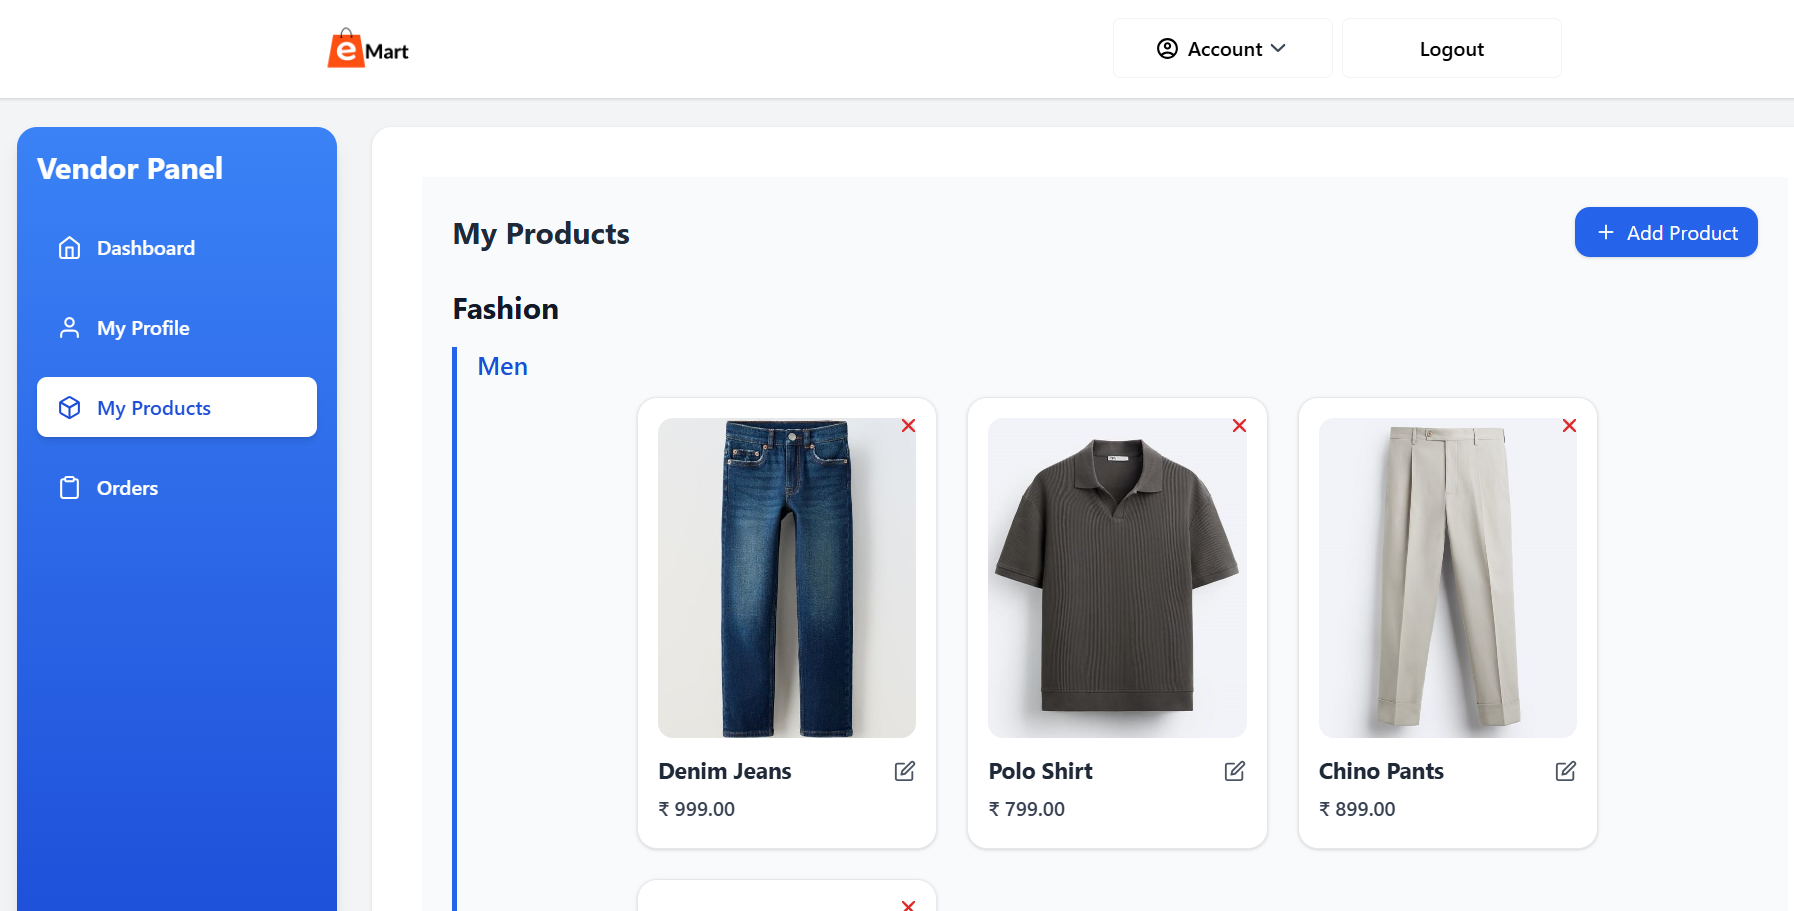 e Mart
Account
Logout
Vendor Panel
Dashboard
My Profile
My Products
Orders
My Products
+ Add Product
Fashion
Men
Denim Jeans
₹ 999.00
Polo Shirt
₹ 799.00
Chino Pants
₹ 899.00